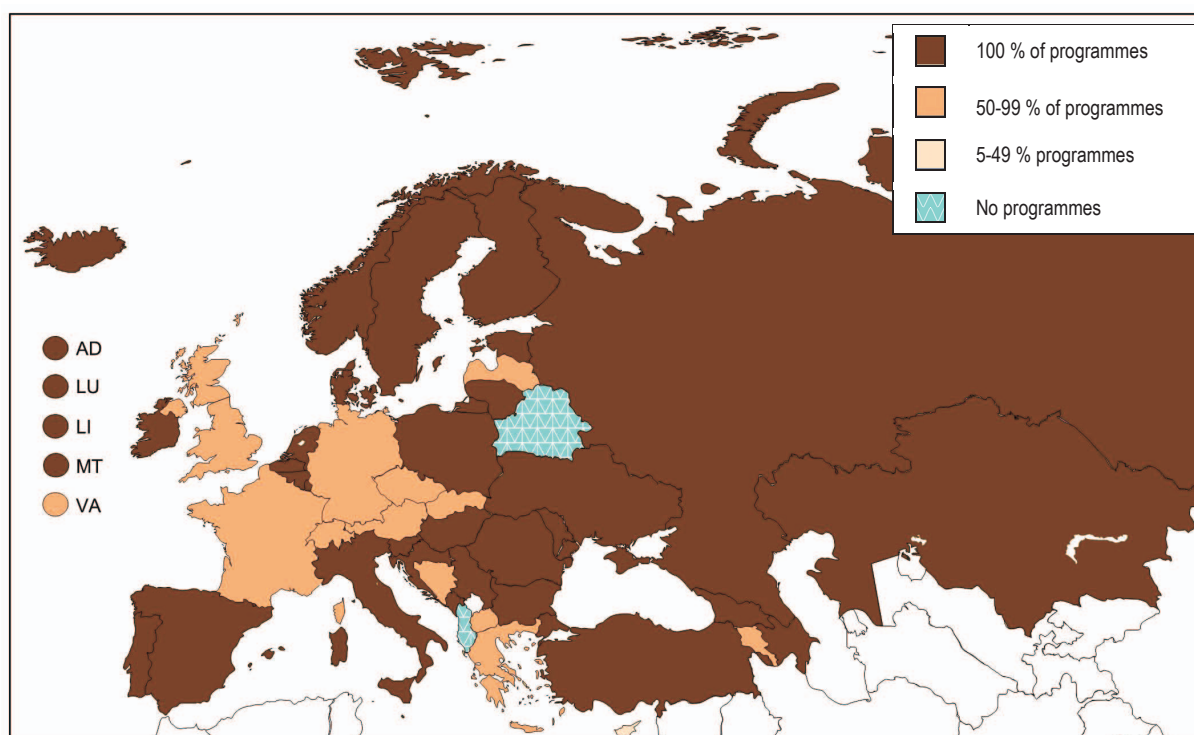 100 % of programmes
50-99 % of programmes
5-49 % programmes
No programmes
AD
LU
LI
MT
VA